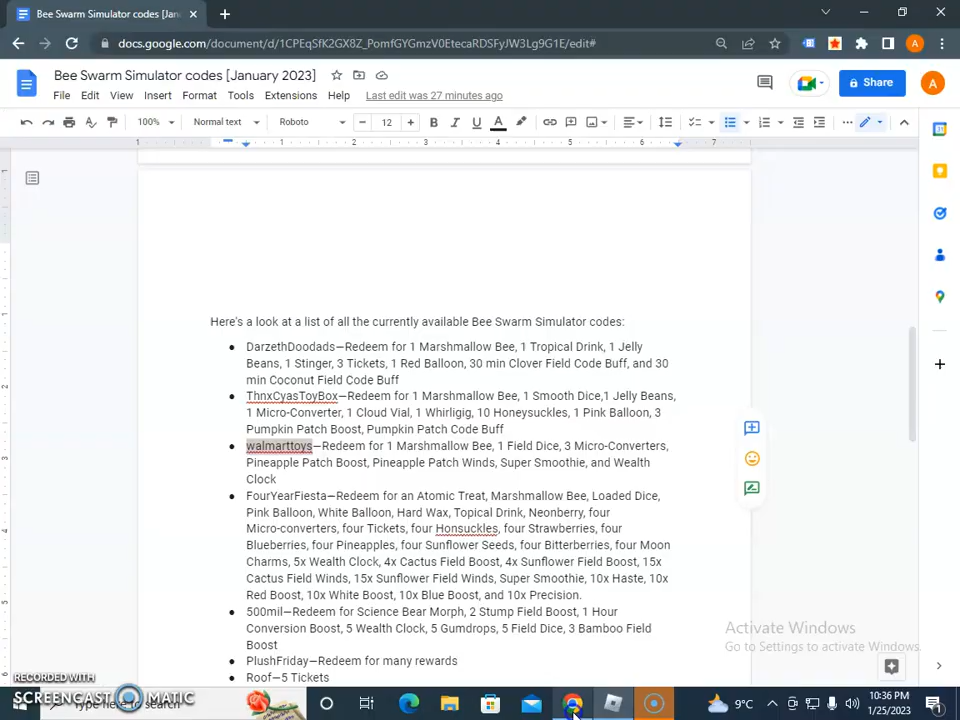 Bee Swarm Simulator codes [Jan
docs.google.com/document/d/1CPEqSfK2GX8Z_PomfGYGmzV0EtecaRDSFyJW3Lg9G1E/edit#
Bee Swarm Simulator codes [January 2023]
File Edit View Insert Format Tools Extensions Help Last edit was 27 minutes ago
Share
A
A
100% Normal text Roboto 12
1 1 2 3 4 5 6 7
Here's a look at a list of all the currently available Bee Swarm Simulator codes:
● DarzethDoodads—Redeem for 1 Marshmallow Bee, 1 Tropical Drink, 1 Jelly
Beans, 1 Stinger, 3 Tickets, 1 Red Balloon, 30 min Clover Field Code Buff, and 30
min Coconut Field Code Buff
● ThnxCyasToyBox—Redeem for 1 Marshmallow Bee, 1 Smooth Dice,1 Jelly Beans,
1 Micro-Converter, 1 Cloud Vial, 1 Whirligig, 10 Honeysuckles, 1 Pink Balloon, 3
Pumpkin Patch Boost, Pumpkin Patch Code Buff
● walmarttoys—Redeem for 1 Marshmallow Bee, 1 Field Dice, 3 Micro-Converters,
Pineapple Patch Boost, Pineapple Patch Winds, Super Smoothie, and Wealth
Clock
● FourYearFiesta—Redeem for an Atomic Treat, Marshmallow Bee, Loaded Dice,
Pink Balloon, White Balloon, Hard Wax, Topical Drink, Neonberry, four
Micro-converters, four Tickets, four Honsuckles, four Strawberries, four
Blueberries, four Pineapples, four Sunflower Seeds, four Bitterberries, four Moon
Charms, 5x Wealth Clock, 4x Cactus Field Boost, 4x Sunflower Field Boost, 15x
Cactus Field Winds, 15x Sunflower Field Winds, Super Smoothie, 10x Haste, 10x
Red Boost, 10x White Boost, 10x Blue Boost, and 10x Precision.
● 500mil—Redeem for Science Bear Morph, 2 Stump Field Boost, 1 Hour
Conversion Boost, 5 Wealth Clock, 5 Gumdrops, 5 Field Dice, 3 Bamboo Field
Boost
● PlushFriday—Redeem for many rewards
● Roof—5 Tickets
Activate Windows
Go to Settings to activate Windows.
RECORDED WITH
SCREENCAST MATIC
to search
9°C
10:36 PM
1/25/2023